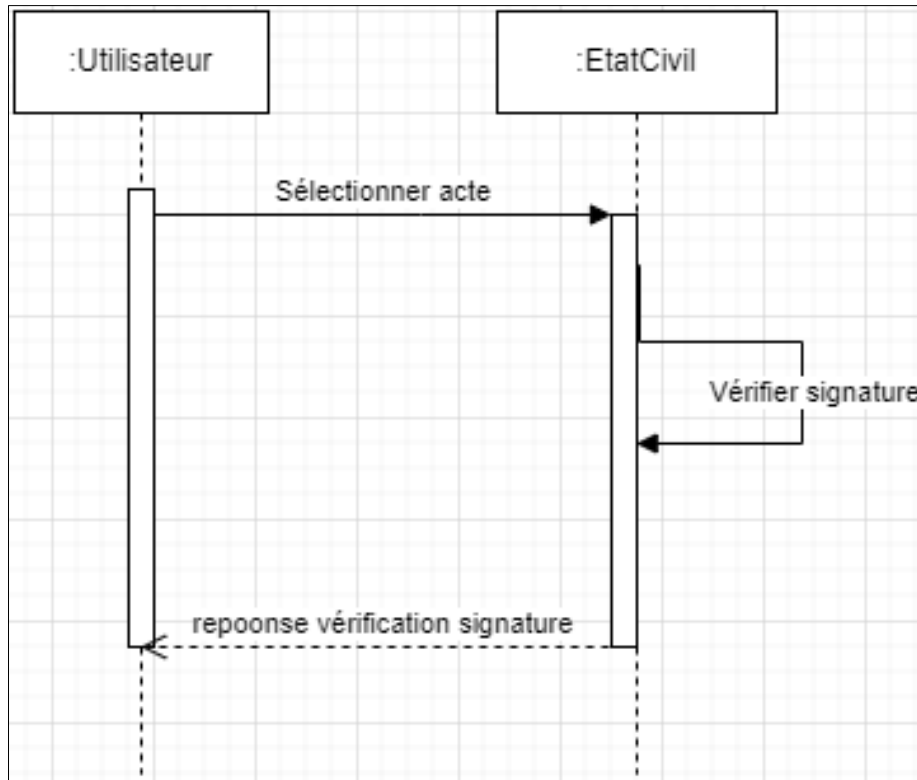 :Utilisateur
:EtatCivil
Sélectionner acte
Vérifier signature
repoonse vérification signature